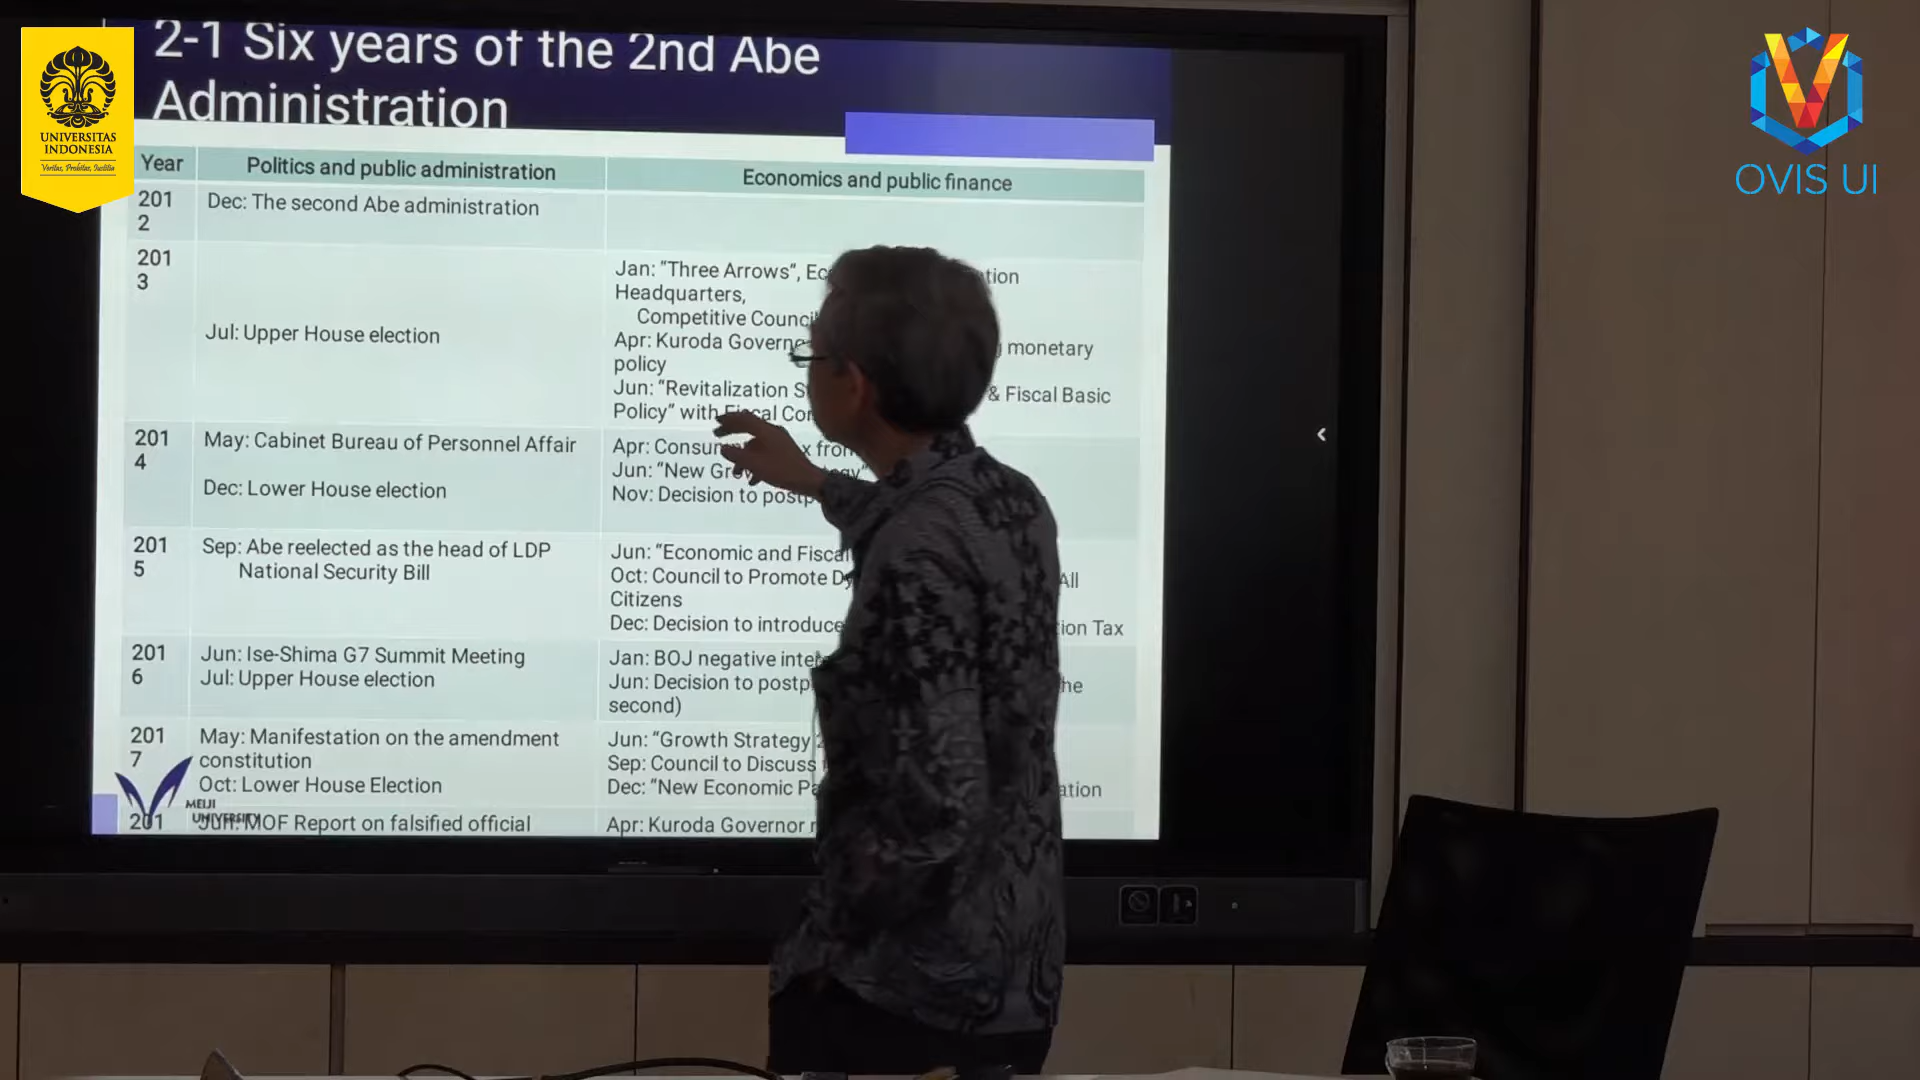 2-1 Six years of the 2nd Abe
Administration
UNIVERSITAS
INDONESIA
Veritas, Probitas, Iustitia
OVIS UI
Year
Politics and public administration
Economics and public finance
201
2
Dec: The second Abe administration
201
3
Jul: Upper House election
Jan: “Three Arrows“,
Headquarters,
Competitive
Apr: Kuroda
monetary
policy
Jun: “Revitalization
& Fiscal Basic
Policy” with
201
4
May: Cabinet Bureau of Personnel Affair
Dec: Lower House election
Apr:
Jun: “New
Nov: Decision to
201
5
Sep: Abe reelected as the head of LDP
National Security Bill
Jun: “Economic and Fiscal
Oct: Council to Promote
All
Citizens
Dec: Decision to introduce
Tax
201
6
Jun: Ise-Shima G7 Summit Meeting
Jul: Upper House election
Jan: BOJ negative
Jun: Decision to
second)
201
7
May: Manifestation on the amendment
constitution
Oct: Lower House Election
Jun: “Growth Strategy
Sep: Council to Discuss
Dec: “New Economic
MEIJI
UNIVERSITY
201
Jun: MOF Report on falsified official
Apr: Kuroda Governor